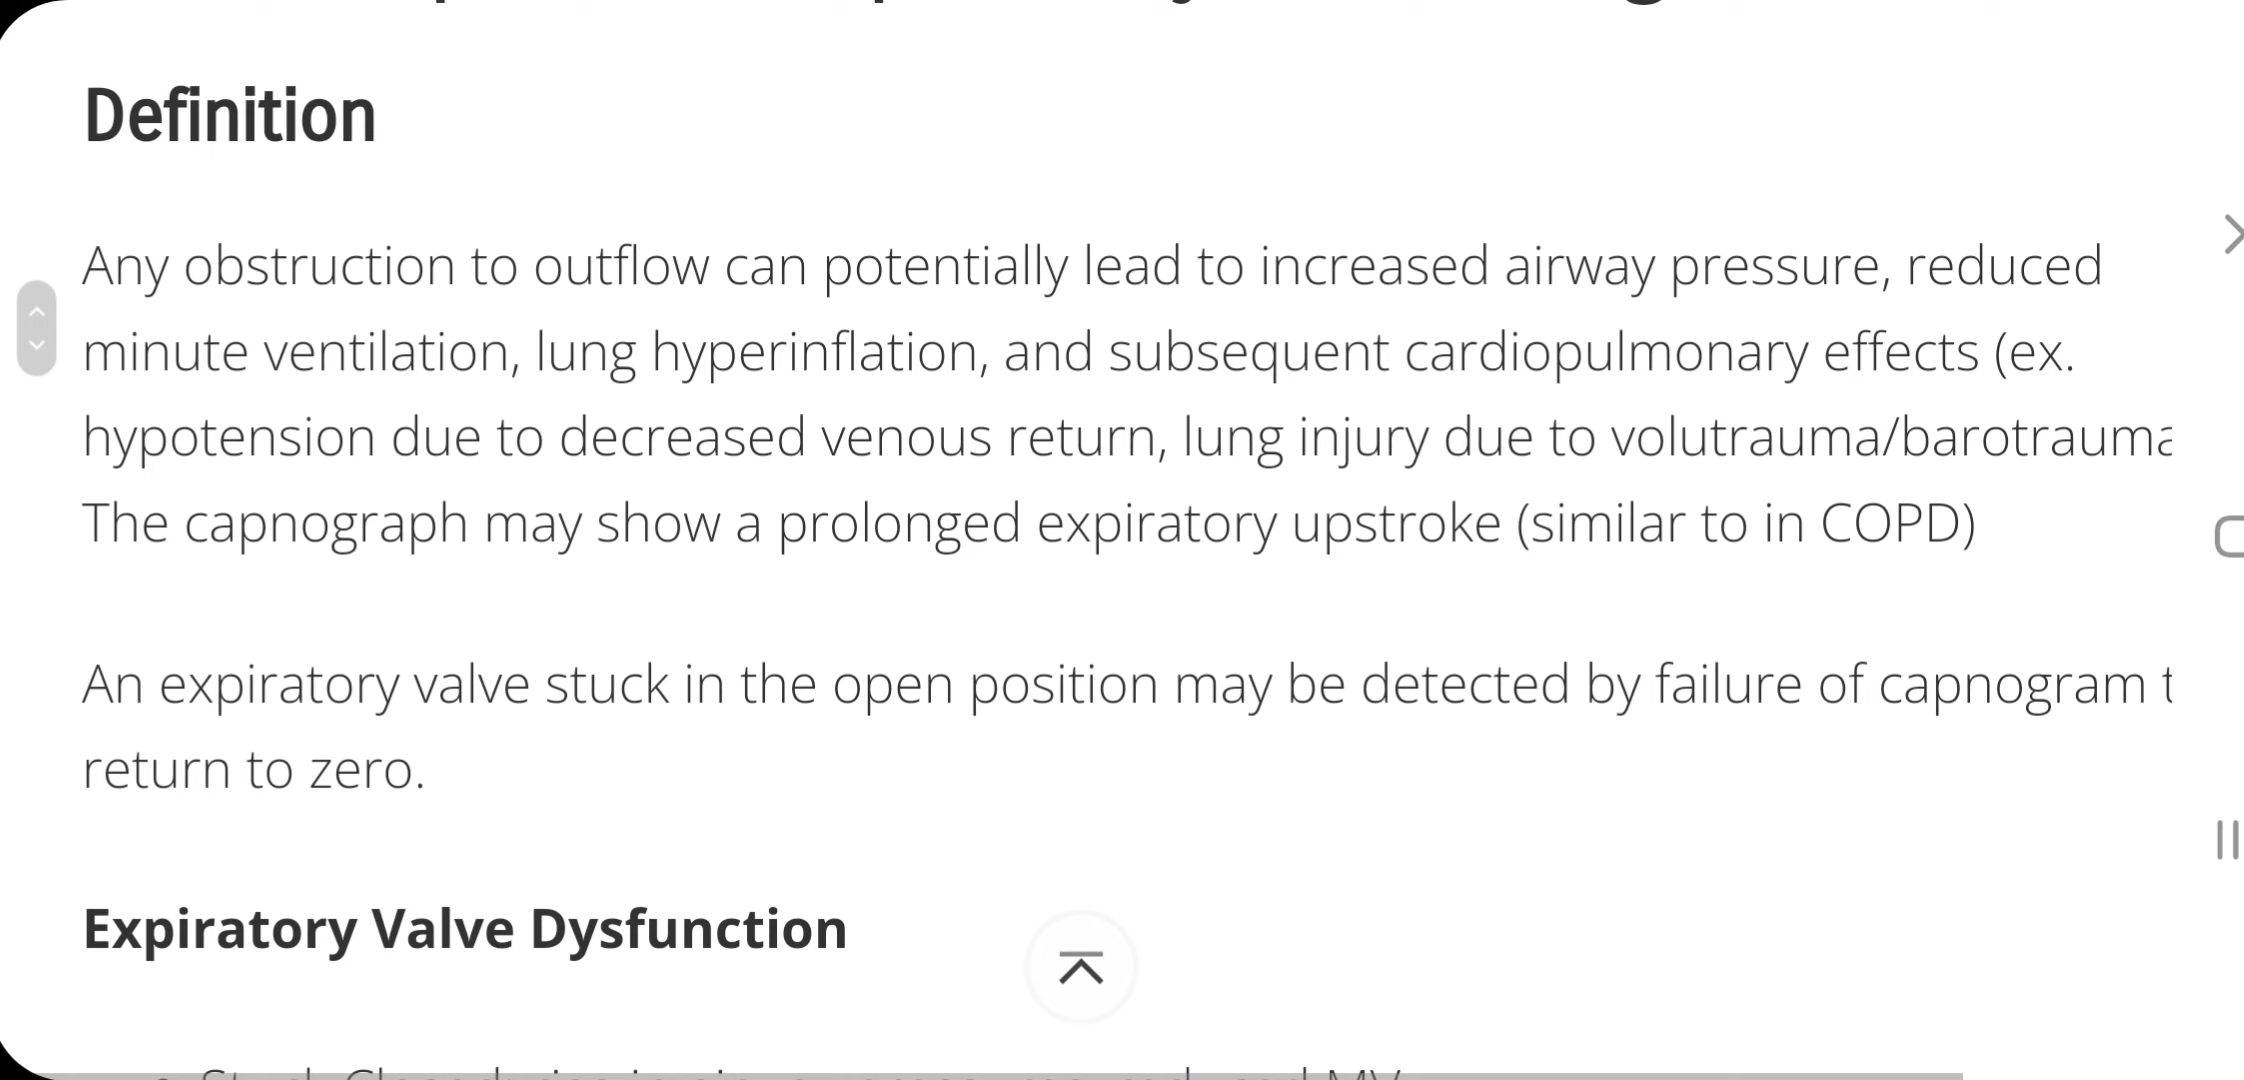 Definition
Any obstruction to outflow can potentially lead to increased airway pressure, reduced
minute ventilation, lung hyperinflation, and subsequent cardiopulmonary effects (ex.
hypotension due to decreased venous return, lung injury due to volutrauma/barotrauma
The capnograph may show a prolonged expiratory upstroke (similar to in COPD)
An expiratory valve stuck in the open position may be detected by failure of capnogram t
return to zero.
Expiratory Valve Dysfunction